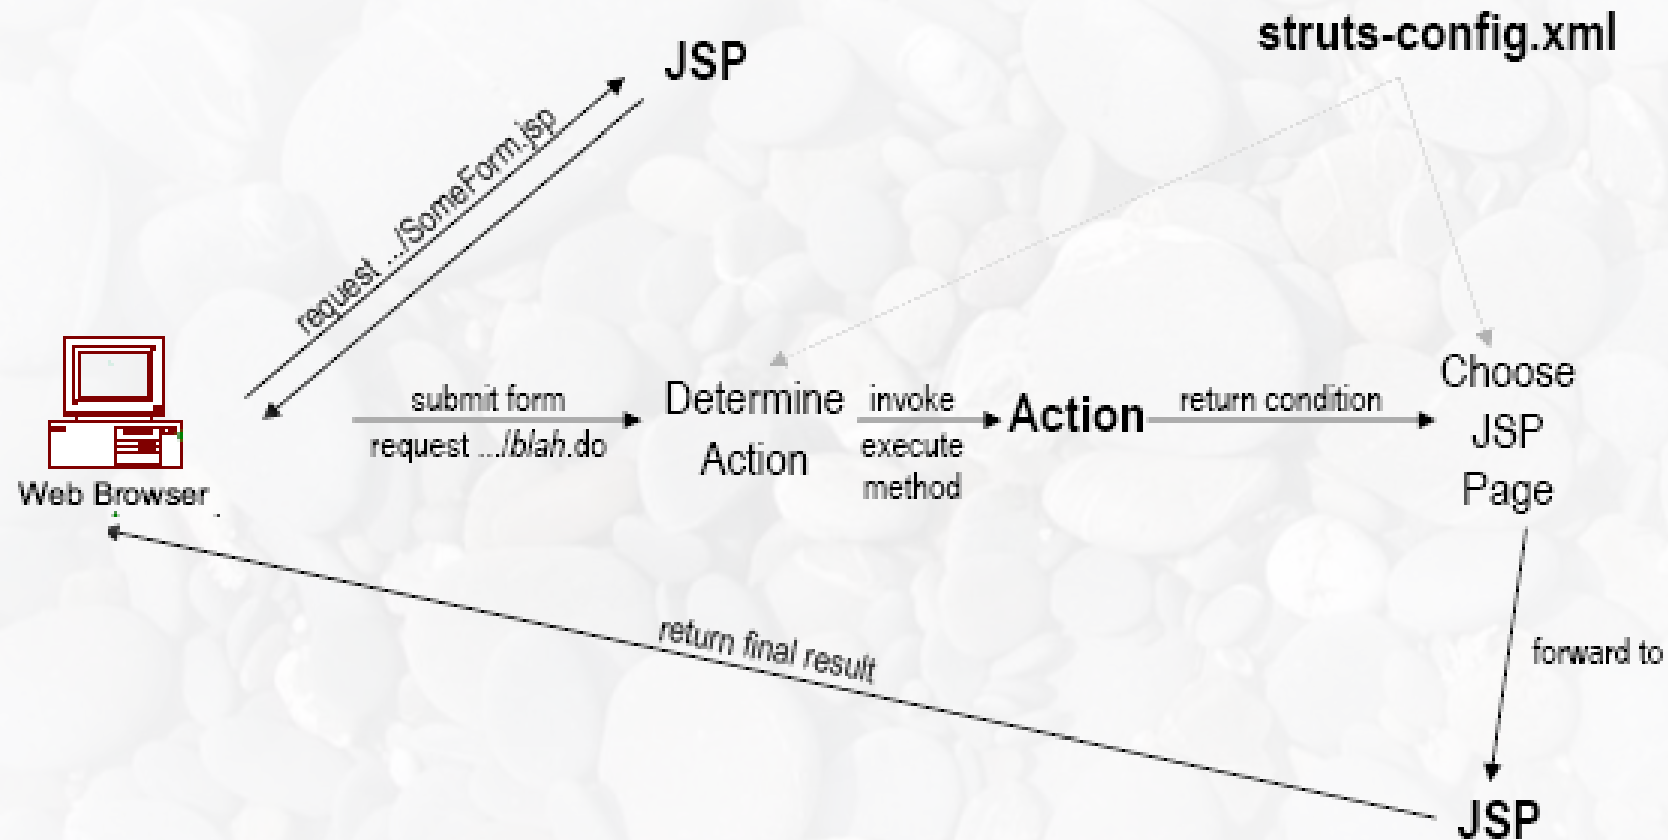 struts-config.xml
JSP
request .../SomeForm.jsp
submit form
request .../blah.do
Determine
Action
invoke
execute
method
Action
return condition
Choose
JSP
Page
Web Browser
return final result
forward to
JSP